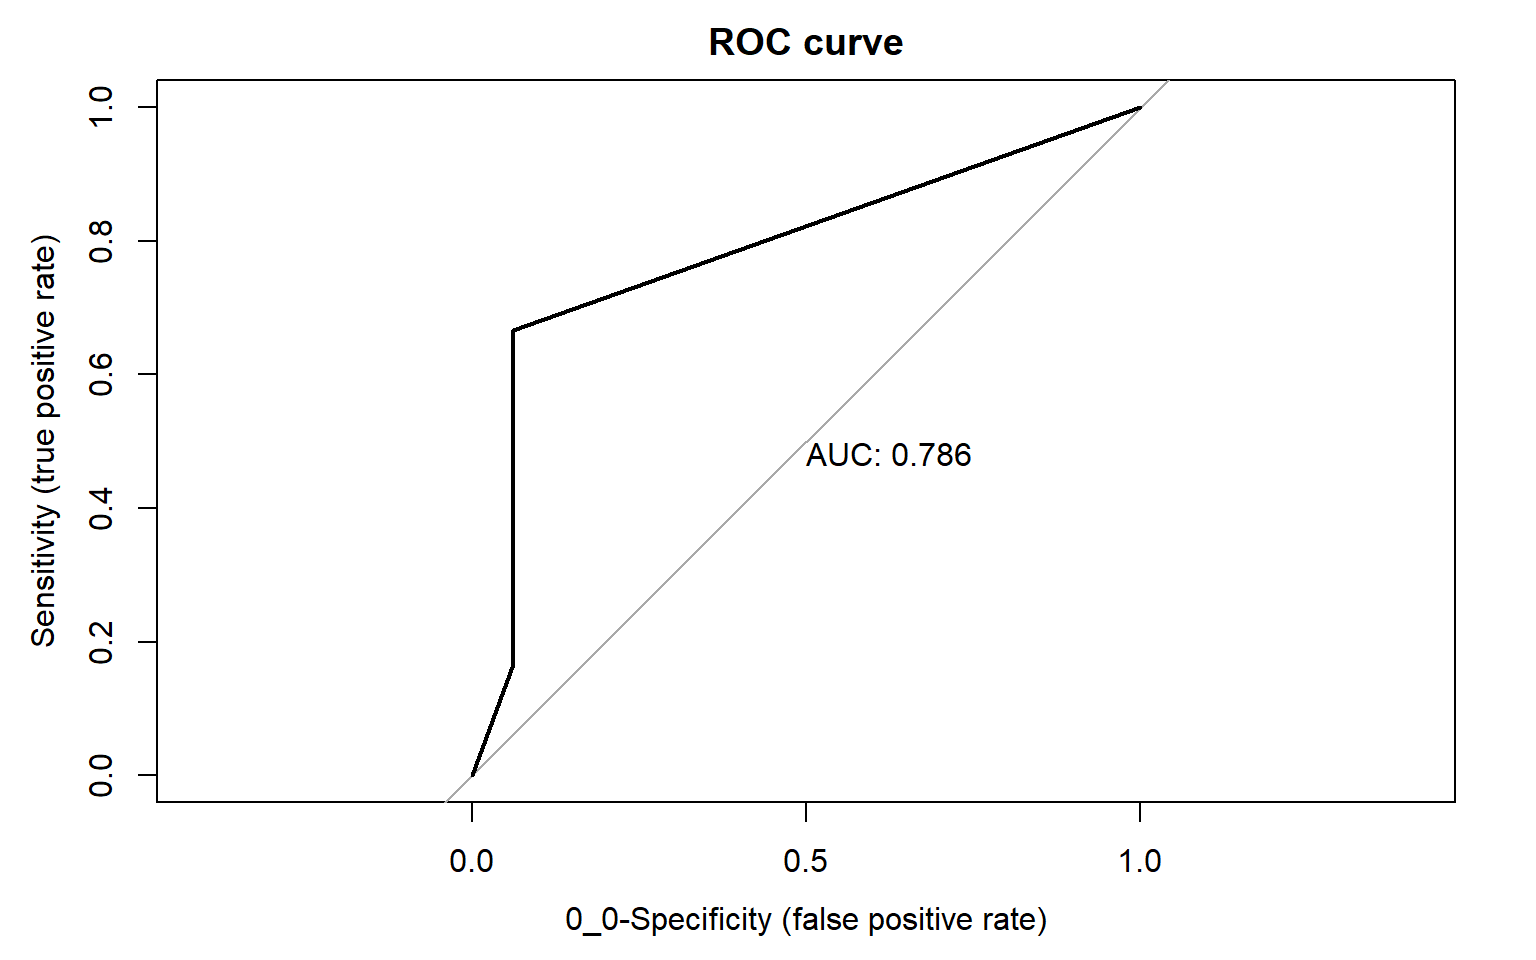 ROC curve
Sensitivity (true positive rate)
1.0
0.8
0.6
0.4
0.2
0.0
AUC: 0.786
0.0 0.5 1.0
0_0-Specificity (false positive rate)